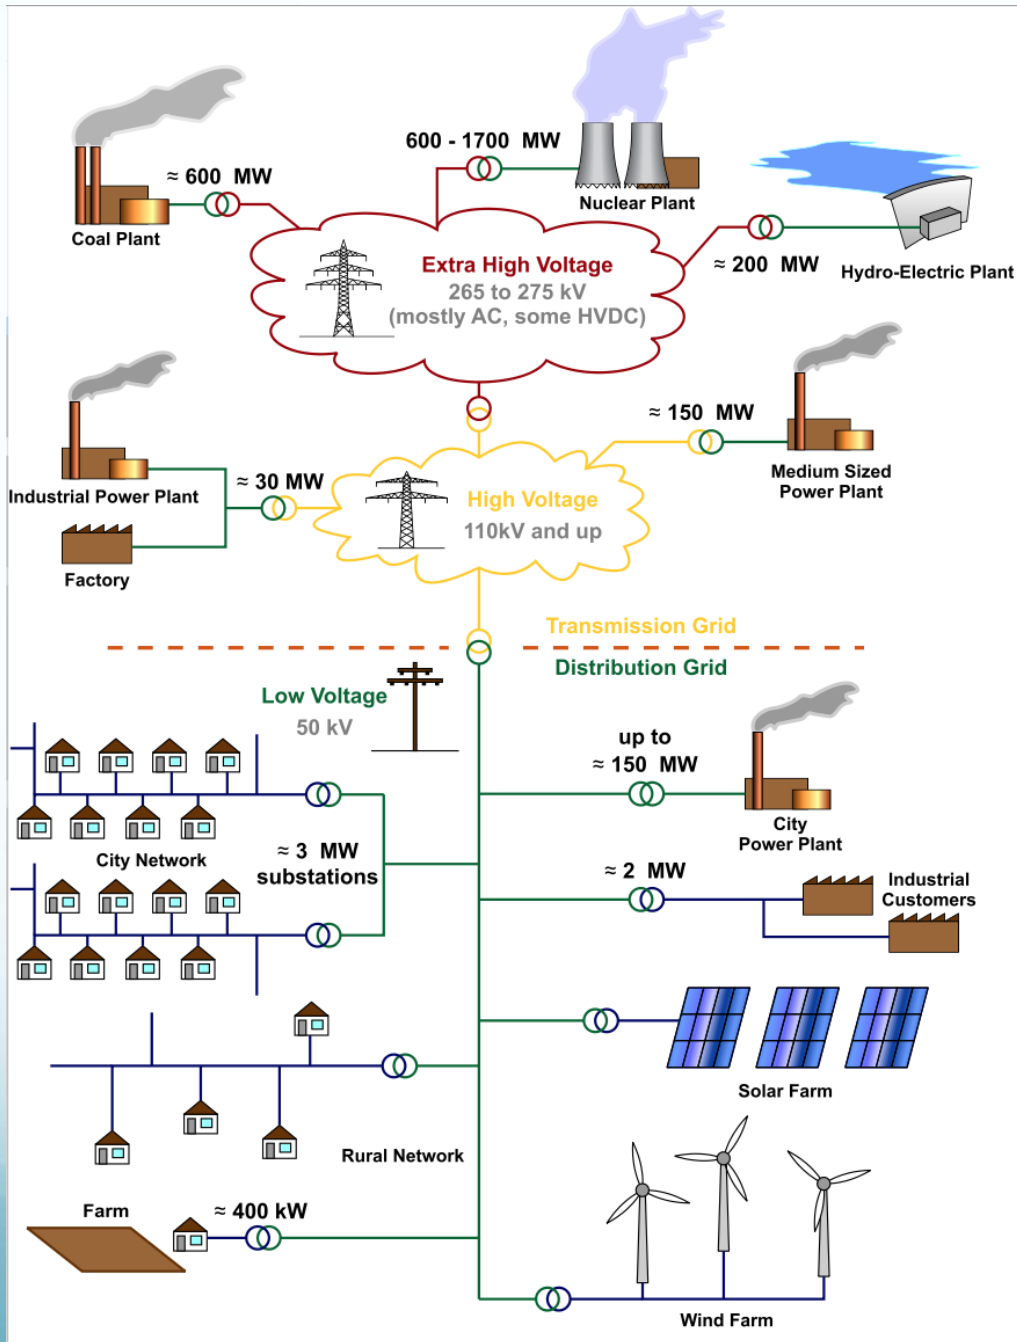 600 - 1700 MW
≈ 600 MW
Nuclear Plant
Coal Plant
≈ 200 MW
Hydro-Electric Plant
Extra High Voltage
265 to 275 kV
(mostly AC, some HVDC)
≈ 150 MW
Medium Sized
Power Plant
Industrial Power Plant
≈ 30 MW
High Voltage
110kV and up
Factory
Transmission Grid
Distribution Grid
Low Voltage
50 kV
up to
≈ 150 MW
City
Power Plant
City Network
≈ 3 MW
substations
≈ 2 MW
Industrial
Customers
Solar Farm
Rural Network
Farm
≈ 400 kW
Wind Farm